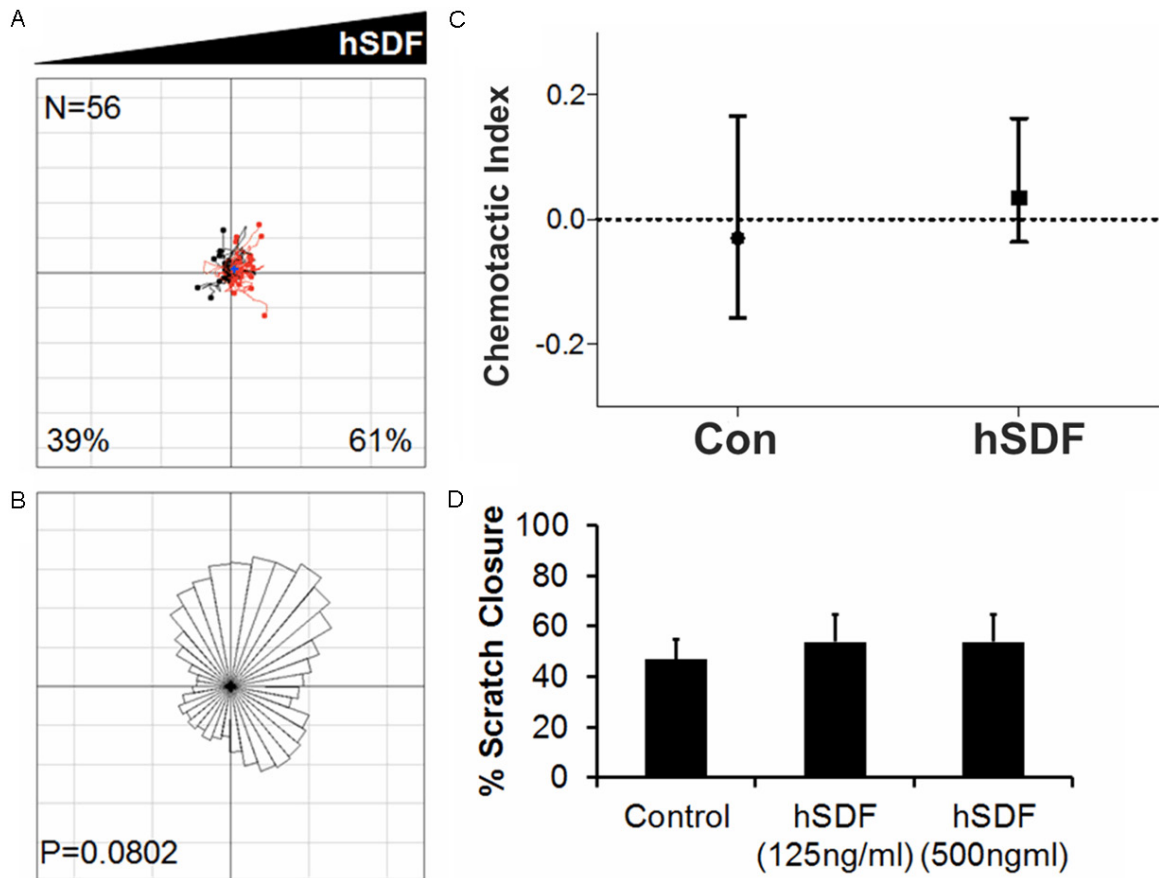 A
hSDF
N=56
39% 61%
B
P=0.0802
C
Chemotactic Index
0.2
0.0
-0.2
Con hSDF
D
% Scratch Closure
100
80
60
40
20
0
Control hSDF hSDF
(125ng/ml) (500ngml)